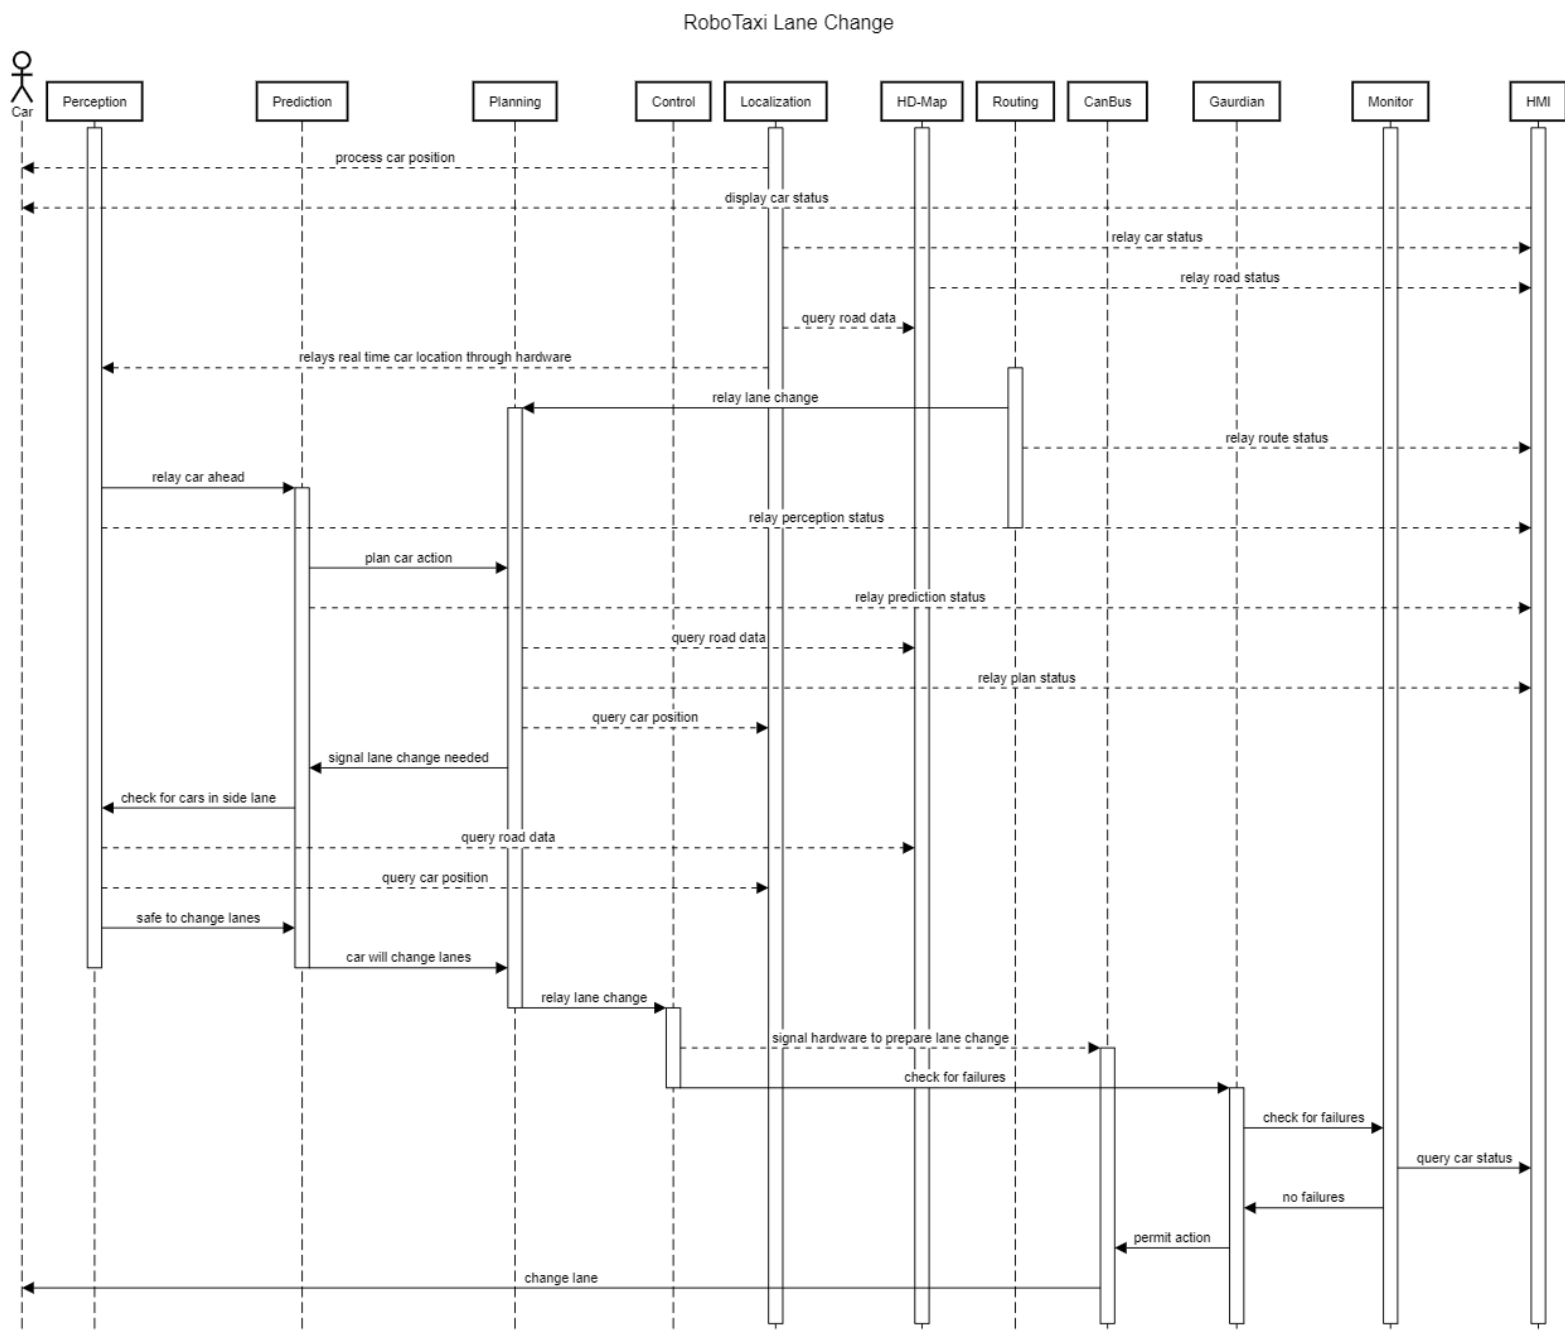 RoboTaxi Lane Change
Car
Perception
Prediction
Planning
Control
Localization
HD-Map
Routing
CanBus
Gaurdian
Monitor
HMI
process car position
display car status
relay car status
relay road status
query road data
relays real time car location through hardware
relay lane change
relay route status
relay car ahead
relay perception status
plan car action
relay prediction status
query road data
relay plan status
query car position
signal lane change needed
check for cars in side lane
query road data
query car position
safe to change lanes
car will change lanes
relay lane change
signal hardware to prepare lane change
check for failures
check for failures
query car status
no failures
permit action
change lane